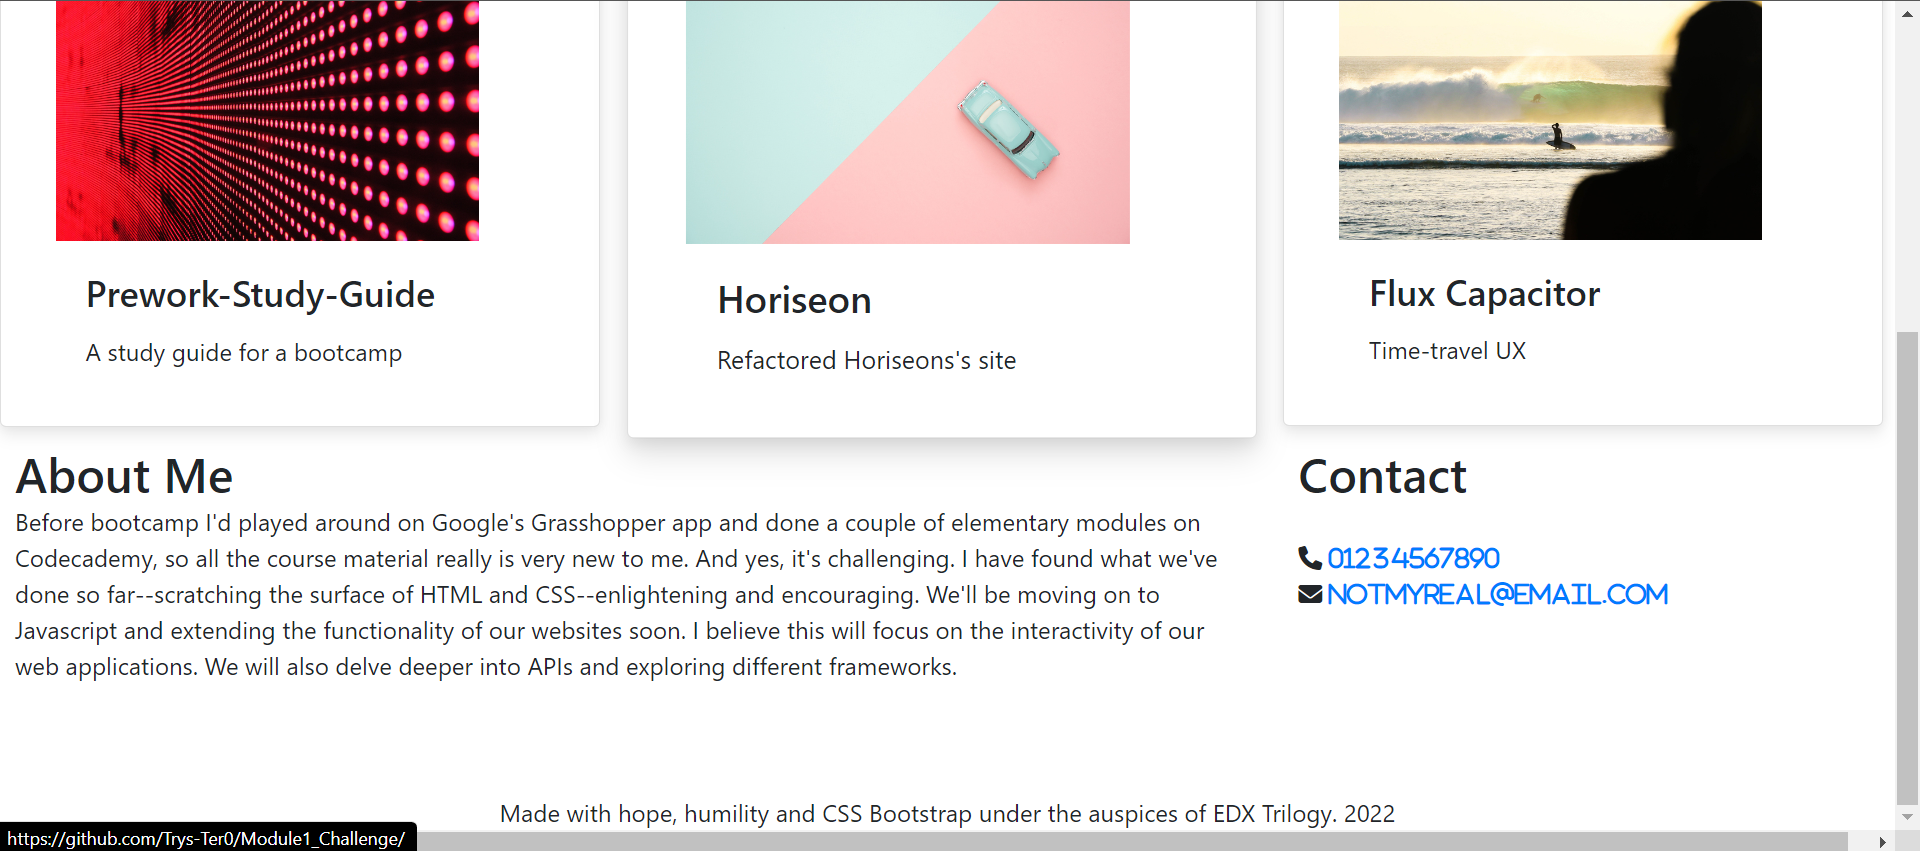 Prework-Study-Guide
A study guide for a bootcamp
Horiseon
Refactored Horiseons's site
Flux Capacitor
Time-travel UX
About Me
Before bootcamp I'd played around on Google's Grasshopper app and done a couple of elementary modules on
Codecademy, so all the course material really is very new to me. And yes, it's challenging. I have found what we've
done so far--scratching the surface of HTML and CSS--enlightening and encouraging. We'll be moving on to
Javascript and extending the functionality of our websites soon. I believe this will focus on the interactivity of our
web applications. We will also delve deeper into APIs and exploring different frameworks.
Contact
01234567890
NOTMYREAL@EMAIL.COM
Made with hope, humility and CSS Bootstrap under the auspices of EDX Trilogy. 2022
https://github.com/Trys-Ter0/Module1_Challenge/